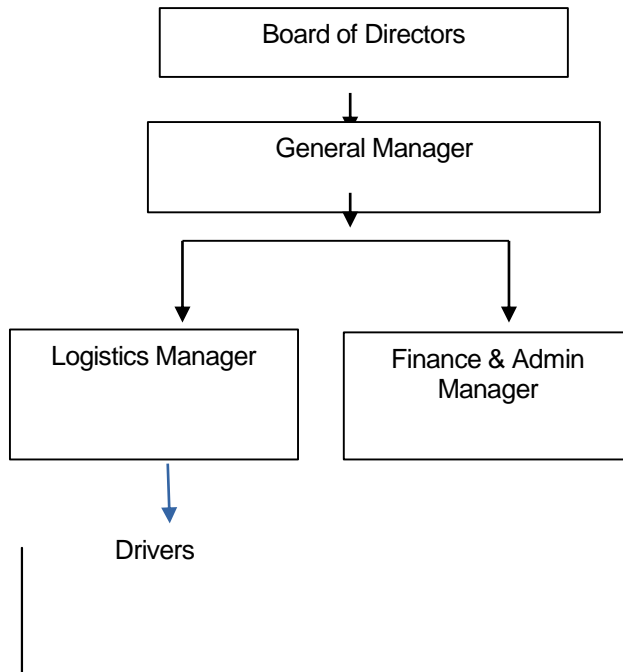 Board of Directors
General Manager
Logistics Manager
Finance & Admin
Manager
Drivers